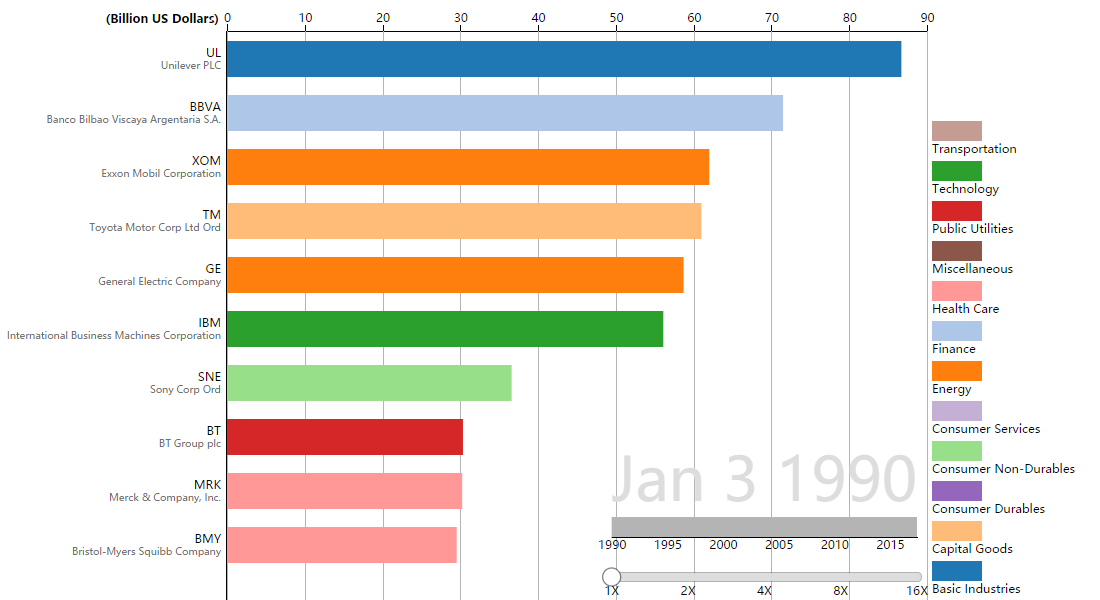 (Billion US Dollars) 0 10 20 30 40 50 60 70 80 90
UL
Unilever PLC
BBVA
Banco Bilbao Viscaya Argentaria S.A.
XOM
Exxon Mobil Corporation
TM
Toyota Motor Corp Ltd Ord
GE
General Electric Company
IBM
International Business Machines Corporation
SNE
Sony Corp Ord
BT
BT Group plc
MRK
Merck & Company, Inc.
BMY
Bristol-Myers Squibb Company
Transportation
Technology
Public Utilities
Miscellaneous
Health Care
Finance
Energy
Consumer Services
Consumer Non-Durables
Consumer Durables
Capital Goods
Basic Industries
Jan 3 1990
1990 1995 2000 2005 2010 2015
1X 2X 4X 8X 16X